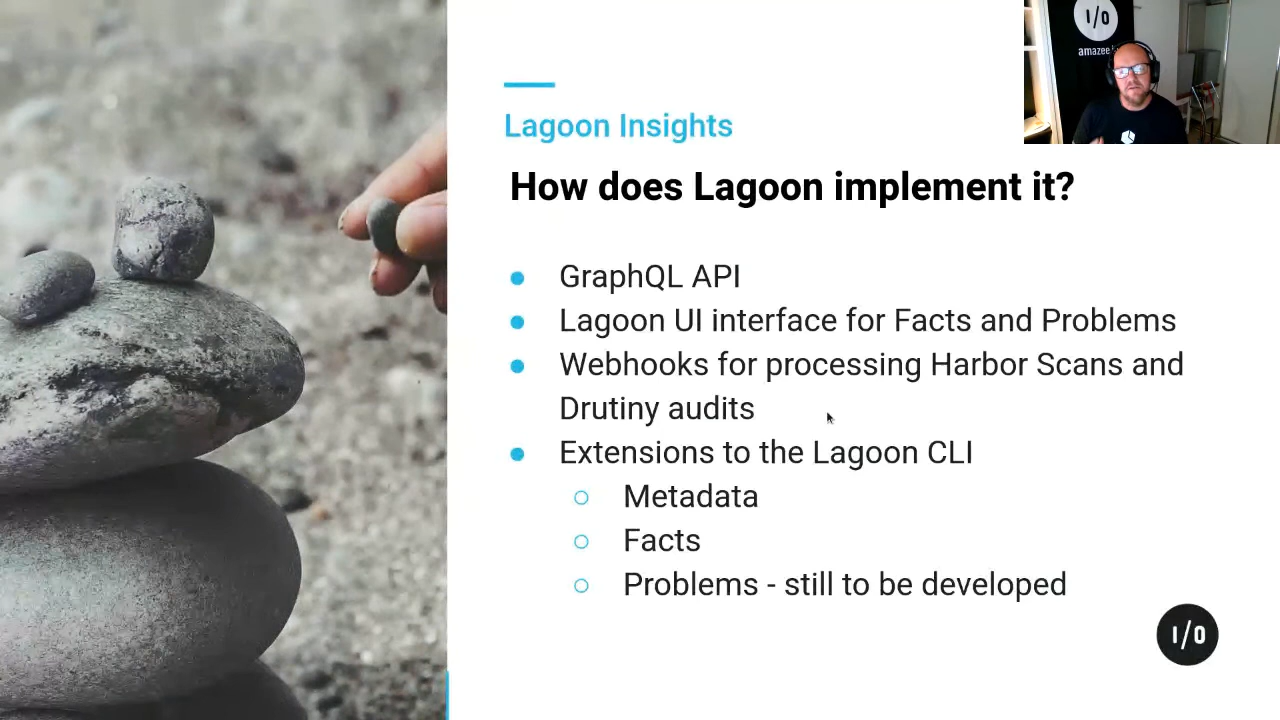 I/O
amazee.i
Lagoon Insights
How does Lagoon implement it?
GraphQL API
Lagoon UI interface for Facts and Problems
Webhooks for processing Harbor Scans and
Drutiny audits
Extensions to the Lagoon CLI
Metadata
Facts
Problems - still to be developed
I/O